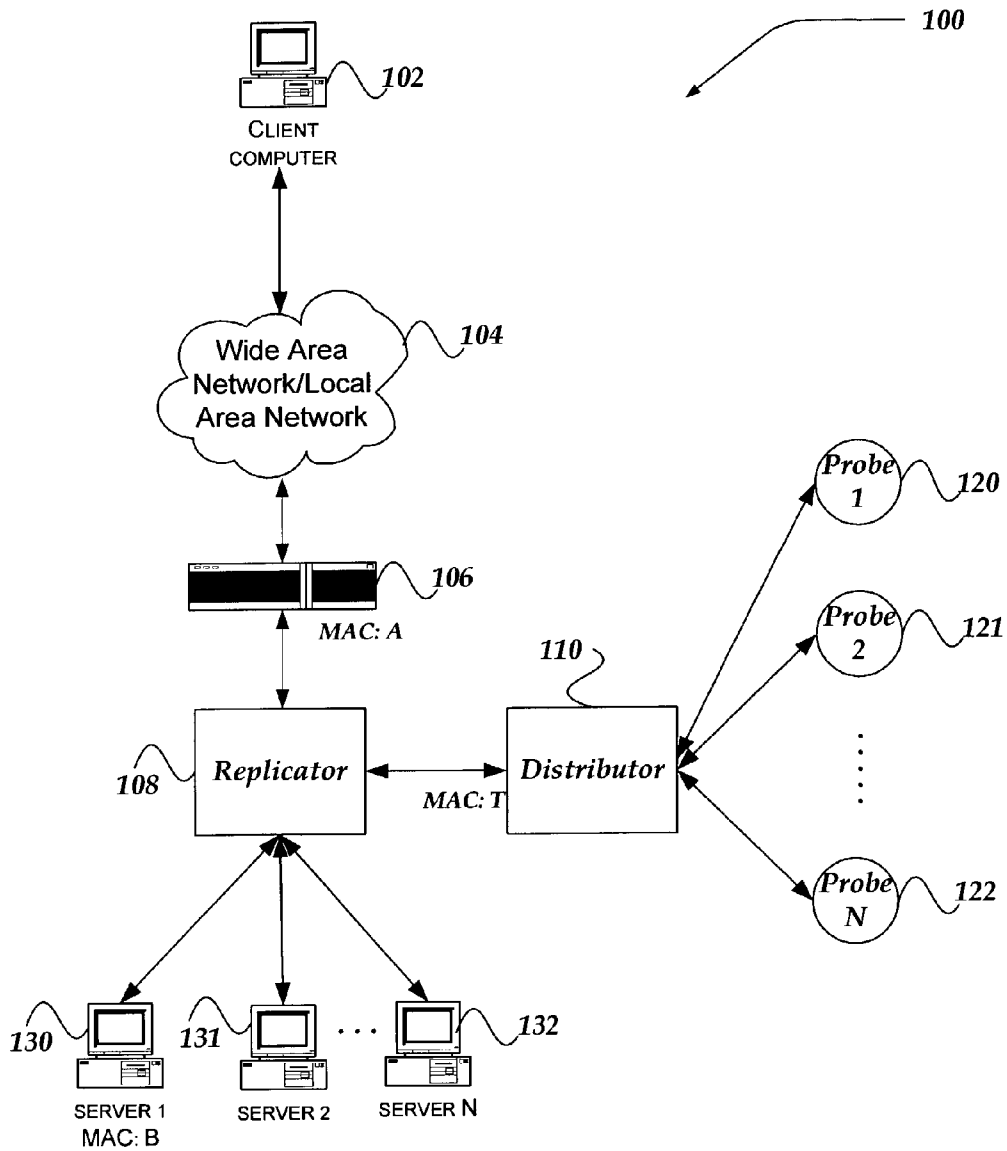 100
102
CLIENT
COMPUTER
104
Wide Area
Network/Local
Area Network
Probe
1
120
106
MAC: A
Probe
2
121
110
108
Replicator
Distributor
MAC: T
. . . . .
Probe
N
122
130
131
. . .
132
SERVER 1
MAC: B
SERVER 2
SERVER N